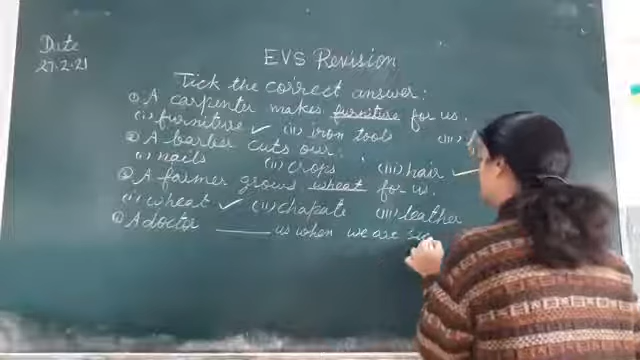 Date
27.2.21
EVS Revision
Tick the correct answer:
① A carpenter makes furniture for us.
(i) furniture ✓ (ii) iron tools (iii)
② A barber cuts our:
(i) nails (ii) crops (iii) hair ✓
③ A farmer grows wheat for us.
(i) wheat ✓ (ii) chapate (iii) leather
④ A doctor ______ us when we are